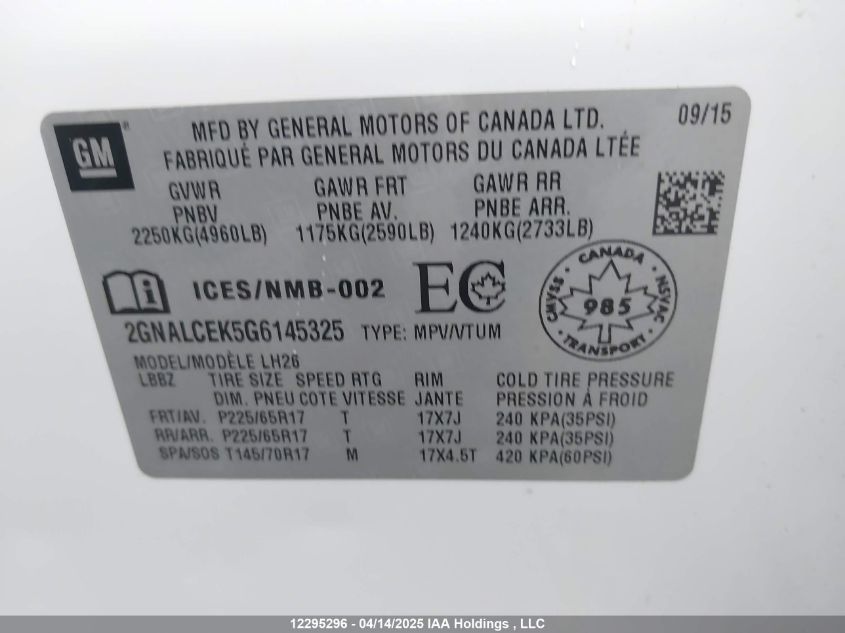 GM®
MFD BY GENERAL MOTORS OF CANADA LTD. 09/15
FABRIQUÉ PAR GENERAL MOTORS DU CANADA LTÉE
GVWR GAWR FRT GAWR RR
PNBV PNBE AV. PNBE ARR.
2250KG(4960LB) 1175KG(2590LB) 1240KG(2733LB)
ICES/NMB-002 EC
CANADA
CMVSS 985 NSVAC
TRANSPORT
2GNALCEK5G6145325 TYPE: MPV/VTUM
MODEL/MODÈLE LH26
LBBZ TIRE SIZE SPEED RTG RIM COLD TIRE PRESSURE
DIM. PNEU COTE VITESSE JANTE PRESSION À FROID
FRT/AV. P225/65R17 T 17X7J 240 KPA(35PSI)
RR/ARR. P225/65R17 T 17X7J 240 KPA(35PSI)
SPA/SOS T145/70R17 M 17X4.5T 420 KPA(60PSI)
12295296 - 04/14/2025 IAA Holdings , LLC